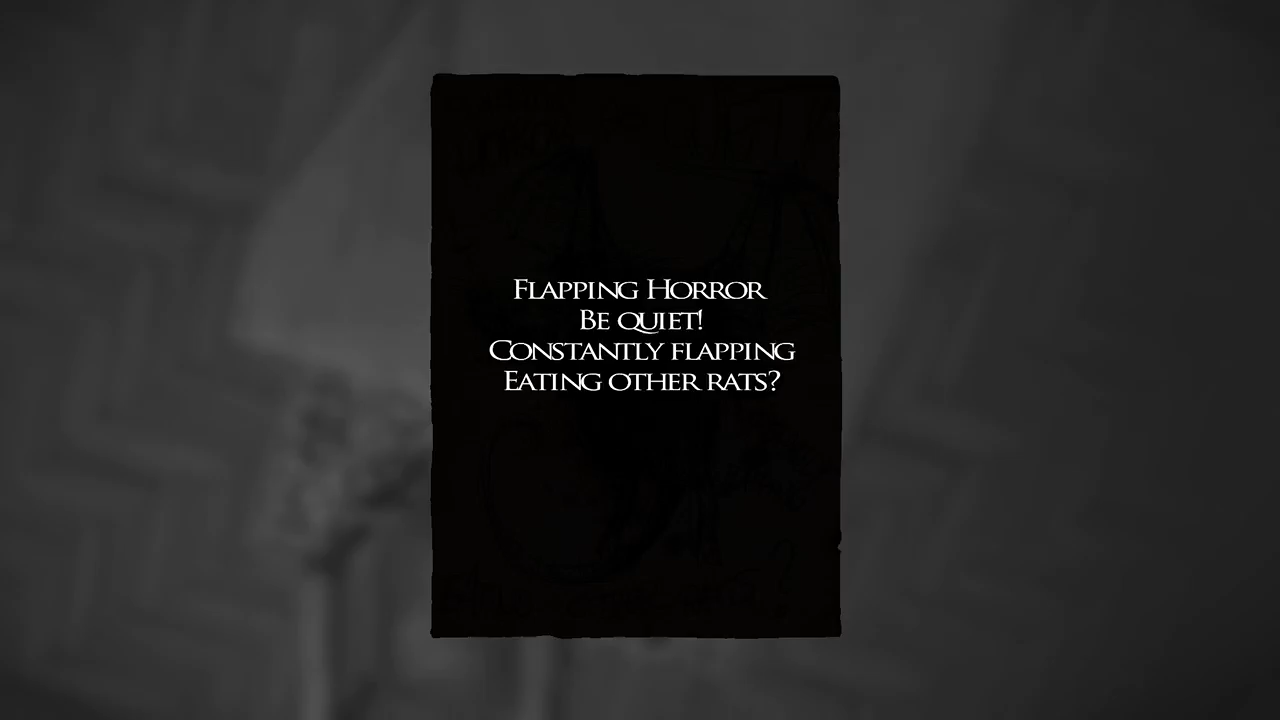 Flapping Horror
Be quiet!
Constantly flapping
Eating other rats?